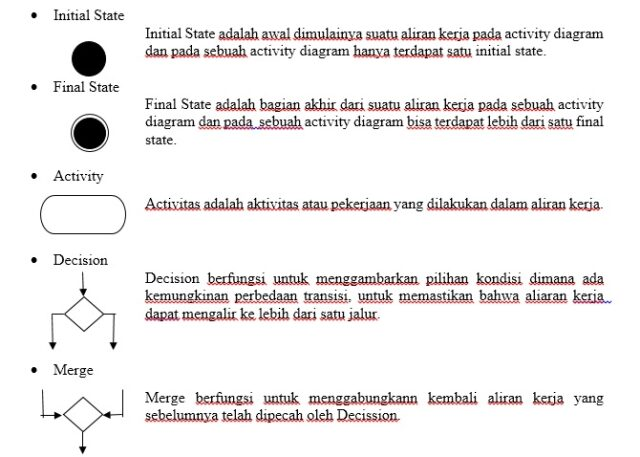 Initial State
Initial State adalah awal dimulainya suatu aliran kerja pada activity diagram
dan pada sebuah activity diagram hanya terdapat satu initial state.
Final State
Final State adalah bagian akhir dari suatu aliran kerja pada sebuah activity
diagram dan pada sebuah activity diagram bisa terdapat lebih dari satu final
state.
Activity
Activitas adalah aktivitas atau pekerjaan yang dilakukan dalam aliran kerja.
Decision
Decision berfungsi untuk menggambarkan pilihan kondisi dimana ada
kemungkinan perbedaan transisi, untuk memastikan bahwa aliaran kerja
dapat mengalir ke lebih dari satu jalur.
Merge
Merge berfungsi untuk menggabungkann kembali aliran kerja yang
sebelumnya telah dipecah oleh Decission.